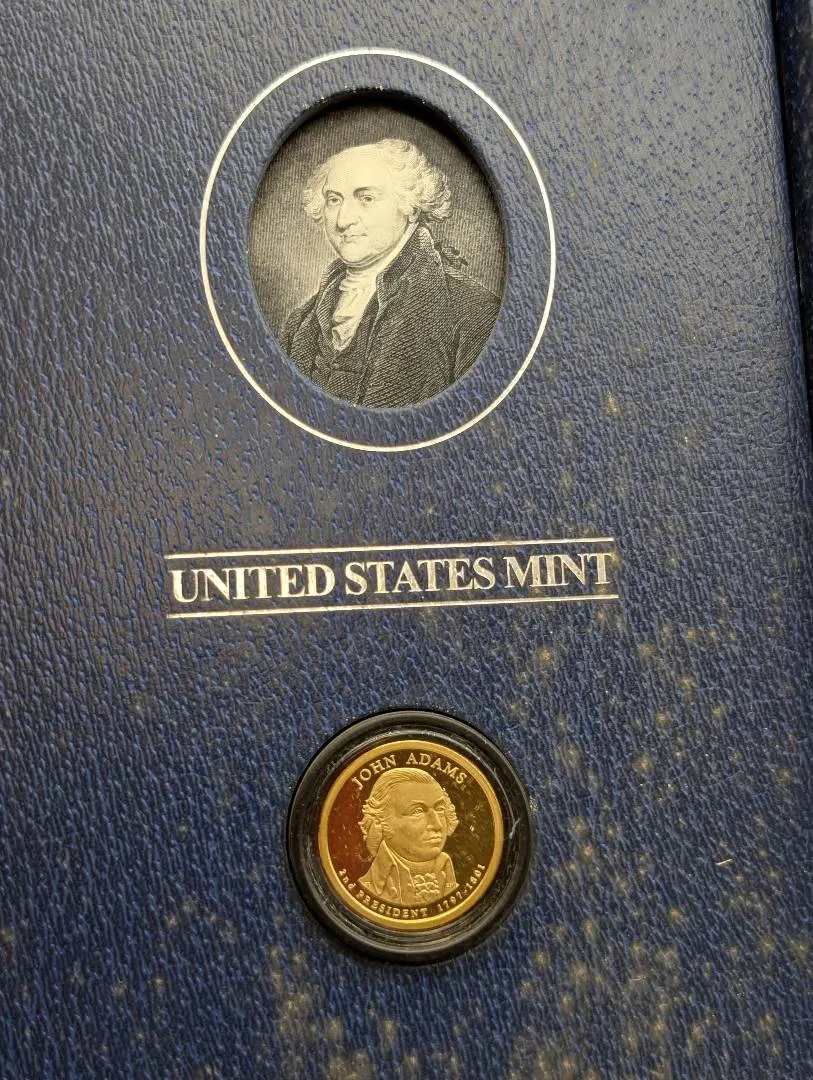 UNITED STATES MINT
JOHN ADAMS
2nd PRESIDENT 1797-1801